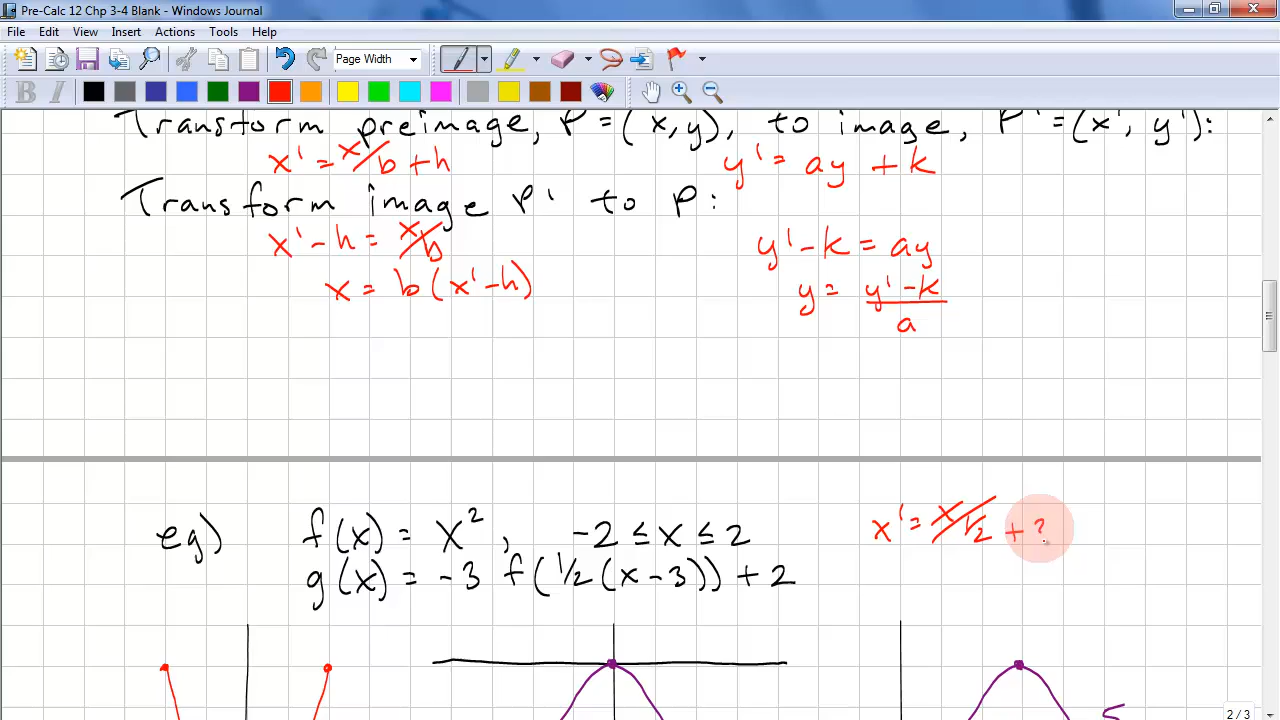 Pre-Calc 12 Chp 3-4 Blank - Windows Journal
File Edit View Insert Actions Tools Help
Page Width
B I
Transform preimage, P=(x,y), to image, P'=(x', y'):
x' = x/b + h
y' = ay + k
Transform image P' to P:
x' - h = x/b
y' - k = ay
x = b(x' - h)
y = y' - k
a
eg) f(x) = x², -2 ≤ x ≤ 2
x' = x/1/2 + 3
g(x) = -3 f(1/2(x-3)) + 2
2/3